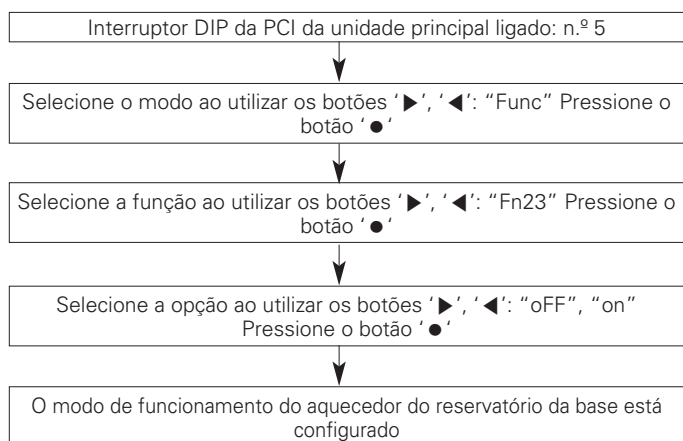 Interruptor DIP da PCI da unidade principal ligado: n.º 5
Selecione o modo ao utilizar os botões ‘▶’, ‘◀’: “Func” Pressione o
botão ‘ ● ‘
Selecione a função ao utilizar os botões ‘▶’, ‘◀’: “Fn23” Pressione o
botão ‘ ● ‘
Selecione a opção ao utilizar os botões ‘▶’, ‘◀’: “oFF”, “on”
Pressione o botão ‘ ● ‘
O modo de funcionamento do aquecedor do reservatório da base está
configurado